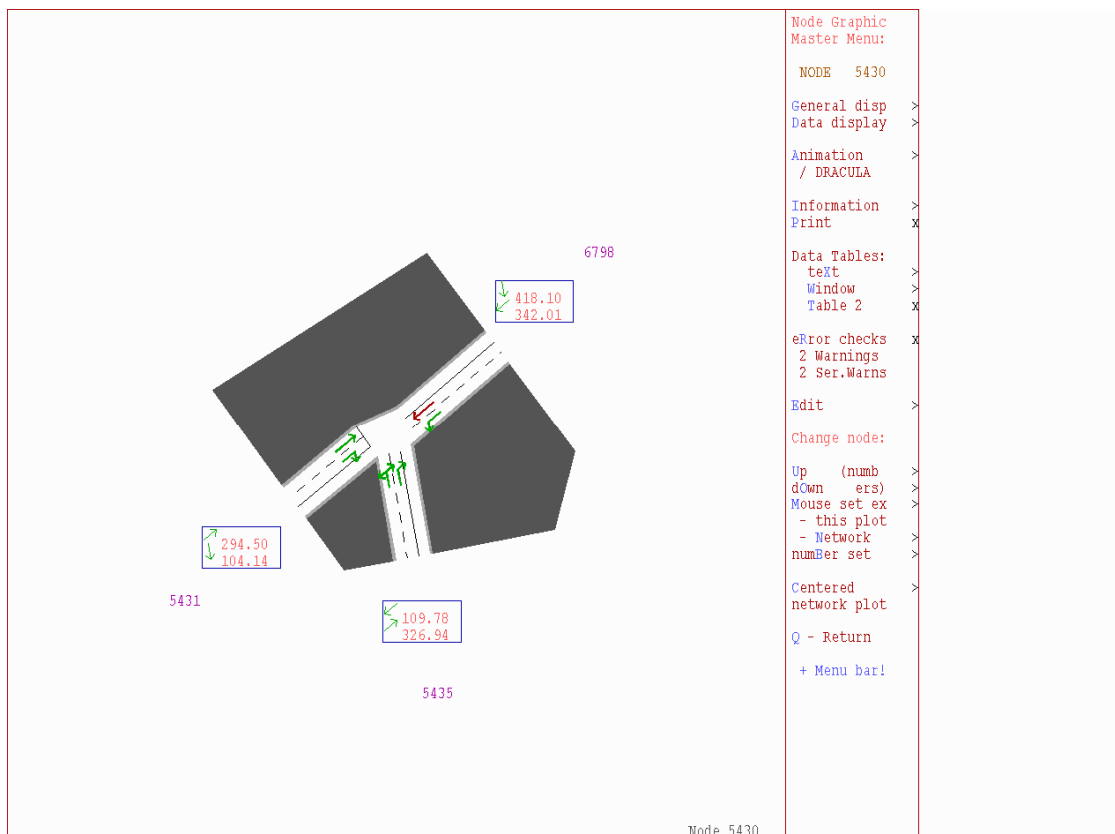 6798
418.10
342.01
294.50
104.14
5431
109.78
326.94
5435
Node 5430
Node Graphic
Master Menu:
NODE 5430
General disp >
Data display >
Animation >
/ DRACULA
Information >
Print x
Data Tables:
teXt >
Window >
Table 2 x
eRror checks x
2 Warnings
2 Ser.Warns
Edit >
Change node:
Up (numb >
dOwn ers) >
Mouse set ex >
- this plot
- Network >
numBer set >
Centered >
network plot
Q - Return
+ Menu bar!